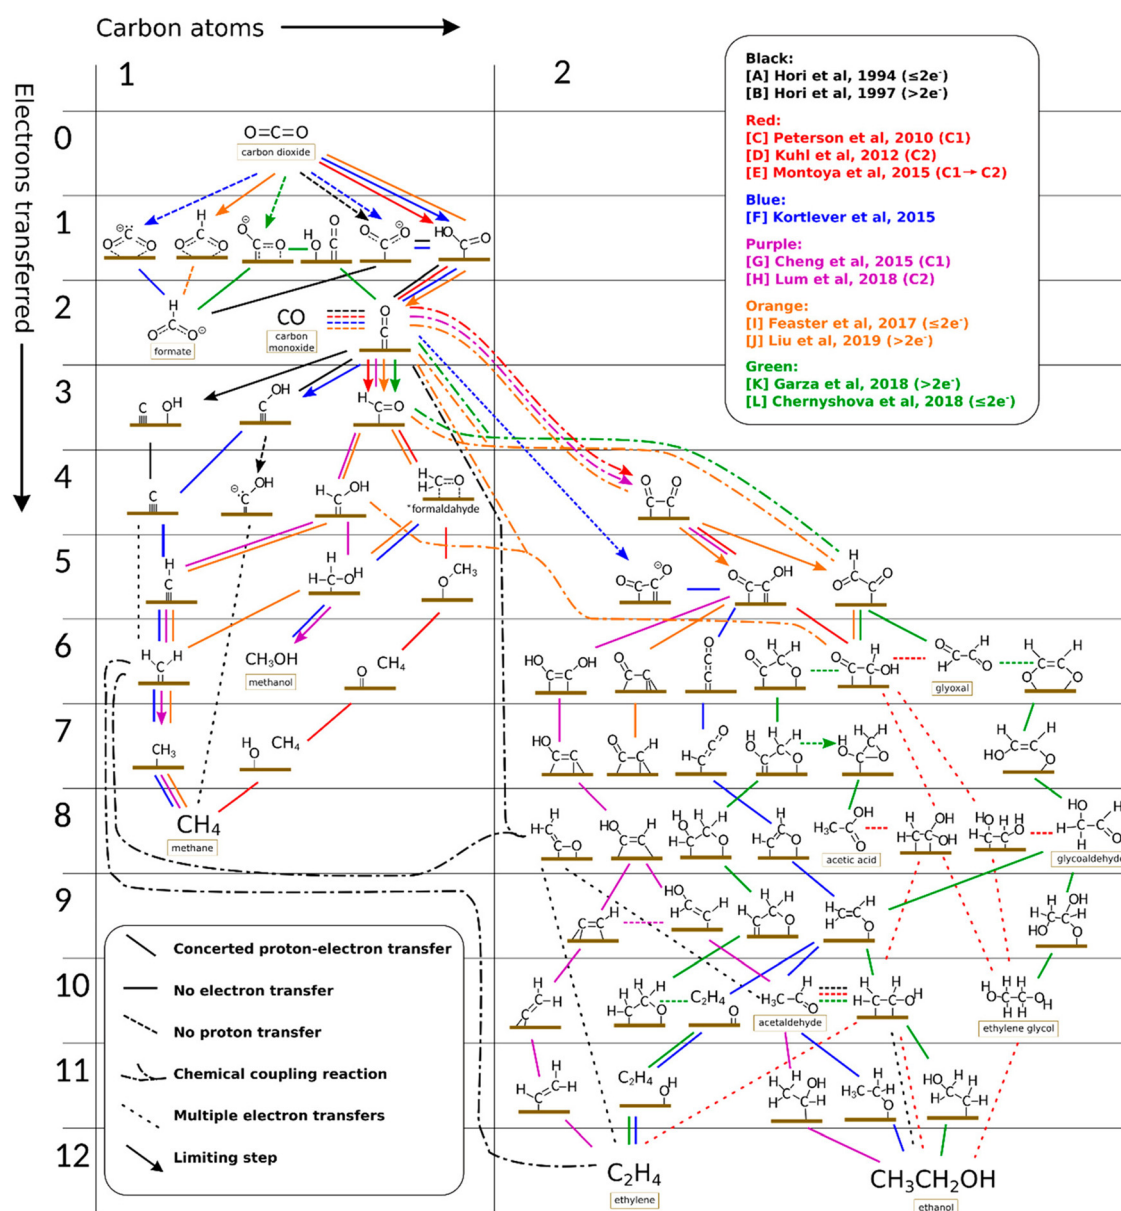 Carbon atoms
Electrons transferred
1
2
0
1
2
3
4
5
6
7
8
9
10
11
12
Black:
[A] Hori et al, 1994 (≤2e⁻)
[B] Hori et al, 1997 (>2e⁻)
Red:
[C] Peterson et al, 2010 (C1)
[D] Kuhl et al, 2012 (C2)
[E] Montoya et al, 2015 (C1→ C2)
Blue:
[F] Kortlever et al, 2015
Purple:
[G] Cheng et al, 2015 (C1)
[H] Lum et al, 2018 (C2)
Orange:
[I] Feaster et al, 2017 (≤2e⁻)
[J] Liu et al, 2019 (>2e⁻)
Green:
[K] Garza et al, 2018 (>2e⁻)
[L] Chernyshova et al, 2018 (≤2e⁻)
O=C=O
carbon dioxide
formate
CO
carbon
monoxide
*formaldahyde
CH₃
CH₃OH
methanol
CH₄
glyoxal
CH₃
CH₄
CH₄
methane
acetic acid
glycoaldehyde
C₂H₄
acetaldehyde
ethylene glycol
C₂H₄
C₂H₄
ethylene
CH₃CH₂OH
ethanol
Concerted proton-electron transfer
No electron transfer
No proton transfer
Chemical coupling reaction
Multiple electron transfers
Limiting step